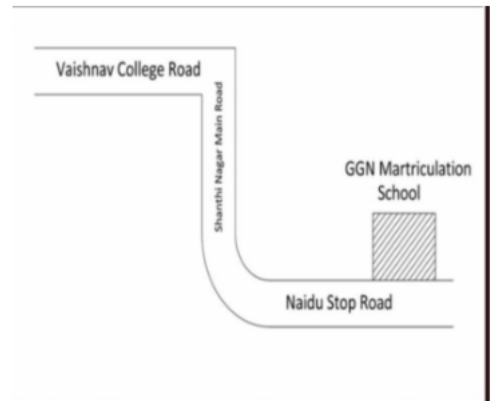 Vaishnav College Road
Shanthi Nagar Main Road
GGN Martriculation
School
Naidu Stop Road